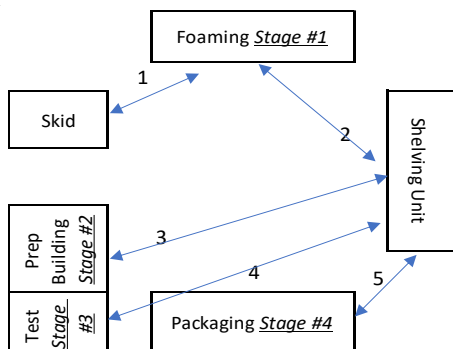 Foaming Stage #1
1
Skid
2
Shelving Unit
3
Prep
Building
Stage #2
4
5
Test
Stage
#3
Packaging Stage #4